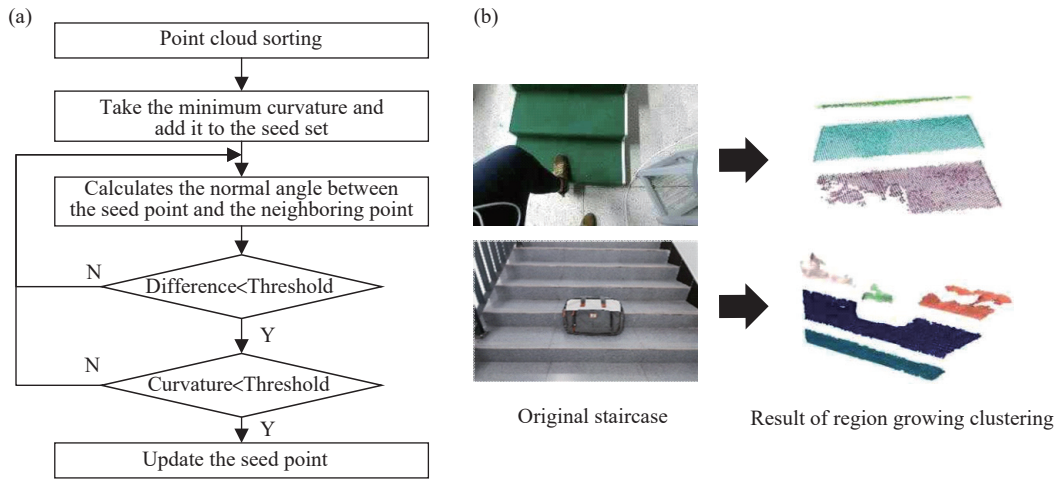 (a)
Point cloud sorting
Take the minimum curvature and
add it to the seed set
Calculates the normal angle between
the seed point and the neighboring point
N
Difference<Threshold
Y
N
Curvature<Threshold
Y
Update the seed point
(b)
Original staircase
Result of region growing clustering